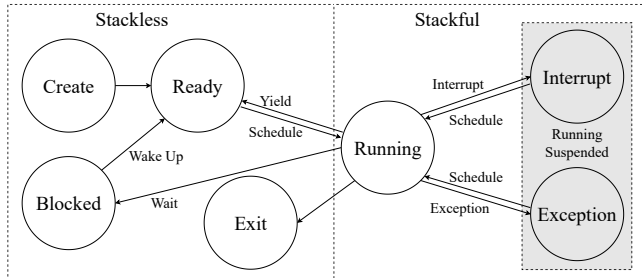 Stackless
Stackful
Create
Ready
Yield
Schedule
Interrupt
Schedule
Interrupt
Running
Running
Suspended
Wake Up
Blocked
Wait
Exit
Schedule
Exception
Exception